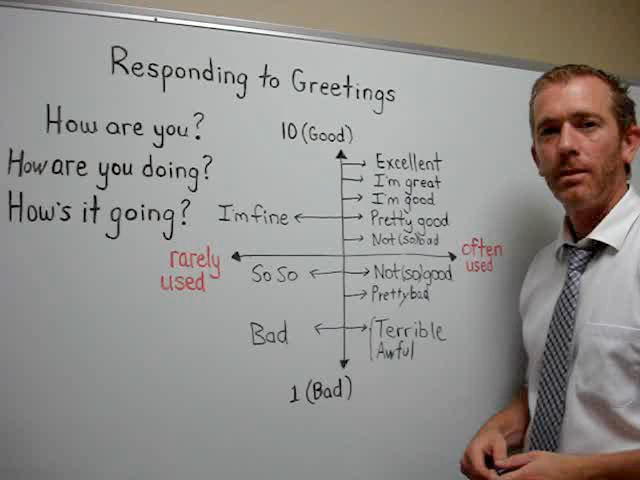 Responding to Greetings
How are you?
How are you doing?
How's it going?
10 (Good)
Excellent
I'm great
I'm good
I'm fine
Pretty good
Not (so) bad
rarely
used
often
used
So So
Not (so) good
Pretty bad
Bad
Terrible
Awful
1 (Bad)